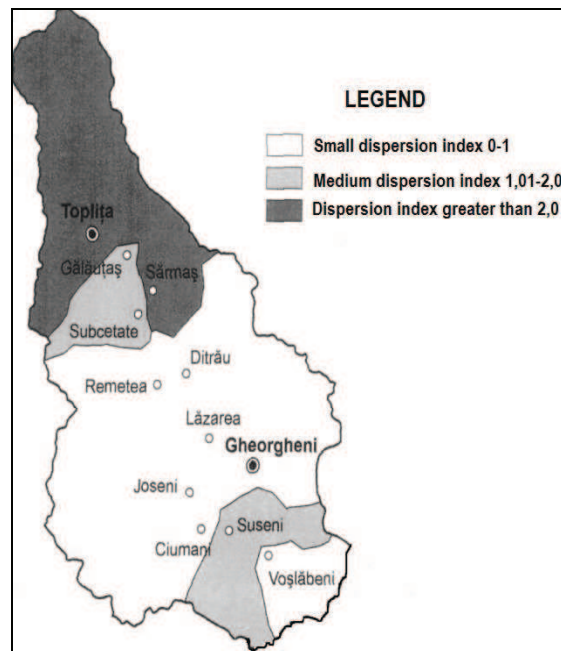 LEGEND
Small dispersion index 0-1
Medium dispersion index 1,01-2,0
Dispersion index greater than 2,0
Toplița
Gălăuțaș
Sărmaș
Subcetate
Ditrău
Remetea
Lăzarea
Gheorgheni
Joseni
Suseni
Ciumani
Voșlăbeni